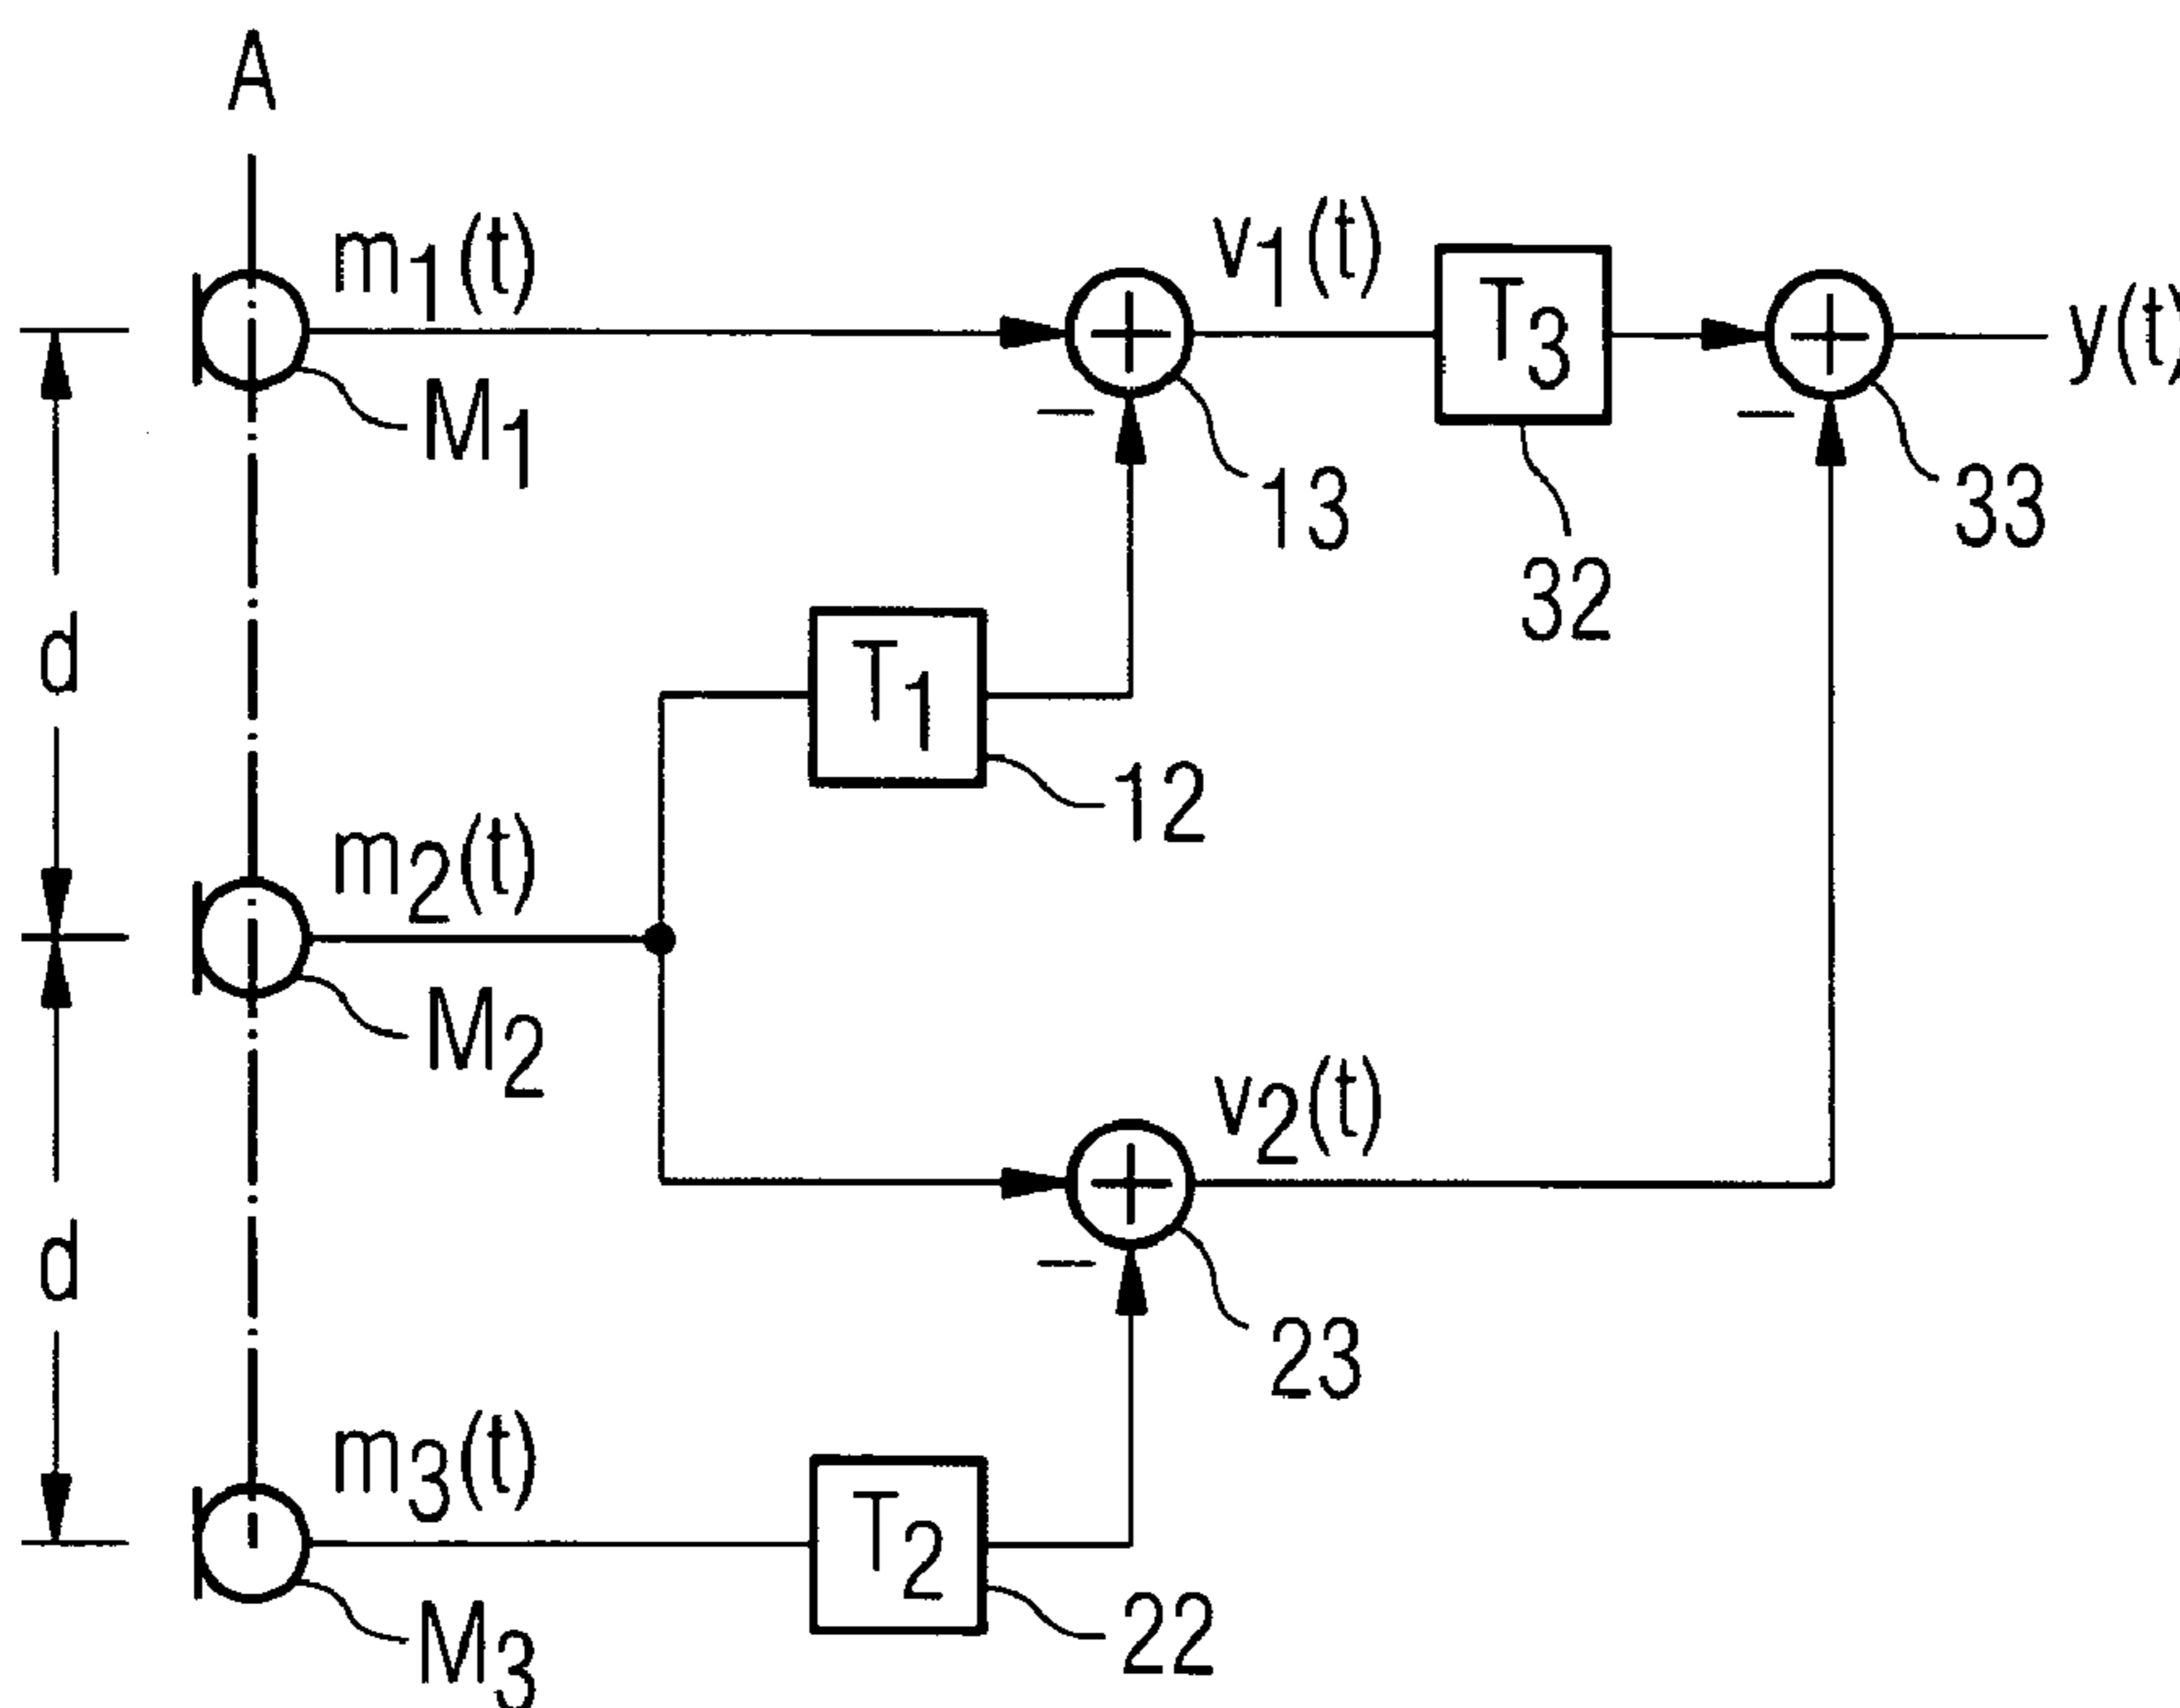 A
m1(t)
v1(t)
T3
y(t)
M1
13
33
32
d
T1
12
m2(t)
M2
v2(t)
23
d
m3(t)
T2
22
M3